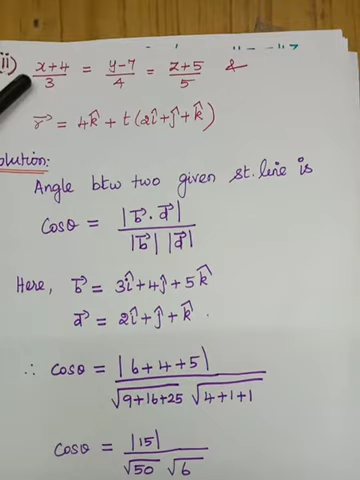 ii) x+4/3 = y-7/4 = z+5/5 &
r⃗ = 4k̂ + t(2î+ĵ+k̂)
olution:
Angle btw two given st. line is
Cosθ = |b⃗ · d⃗| / |b⃗| |d⃗|
Here, b⃗ = 3î+4ĵ+5k̂
d⃗ = 2î+ĵ+k̂.
∴ cosθ = |6+4+5| / √9+16+25 √4+1+1
cosθ = |15| / √50 √6